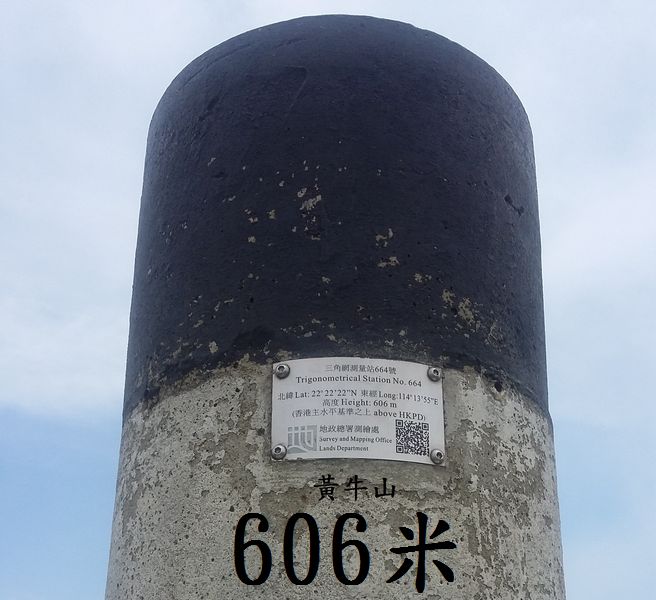 三角網測量站664號
Trigonometrical Station No. 664
北緯 Lat: 22°22'22"N 東經 Long: 114°13'55"E
高度 Height: 606 m
(香港主水平基準之上 above HKPD)
地政總署測繪處
Survey and Mapping Office
Lands Department
黃牛山
606米